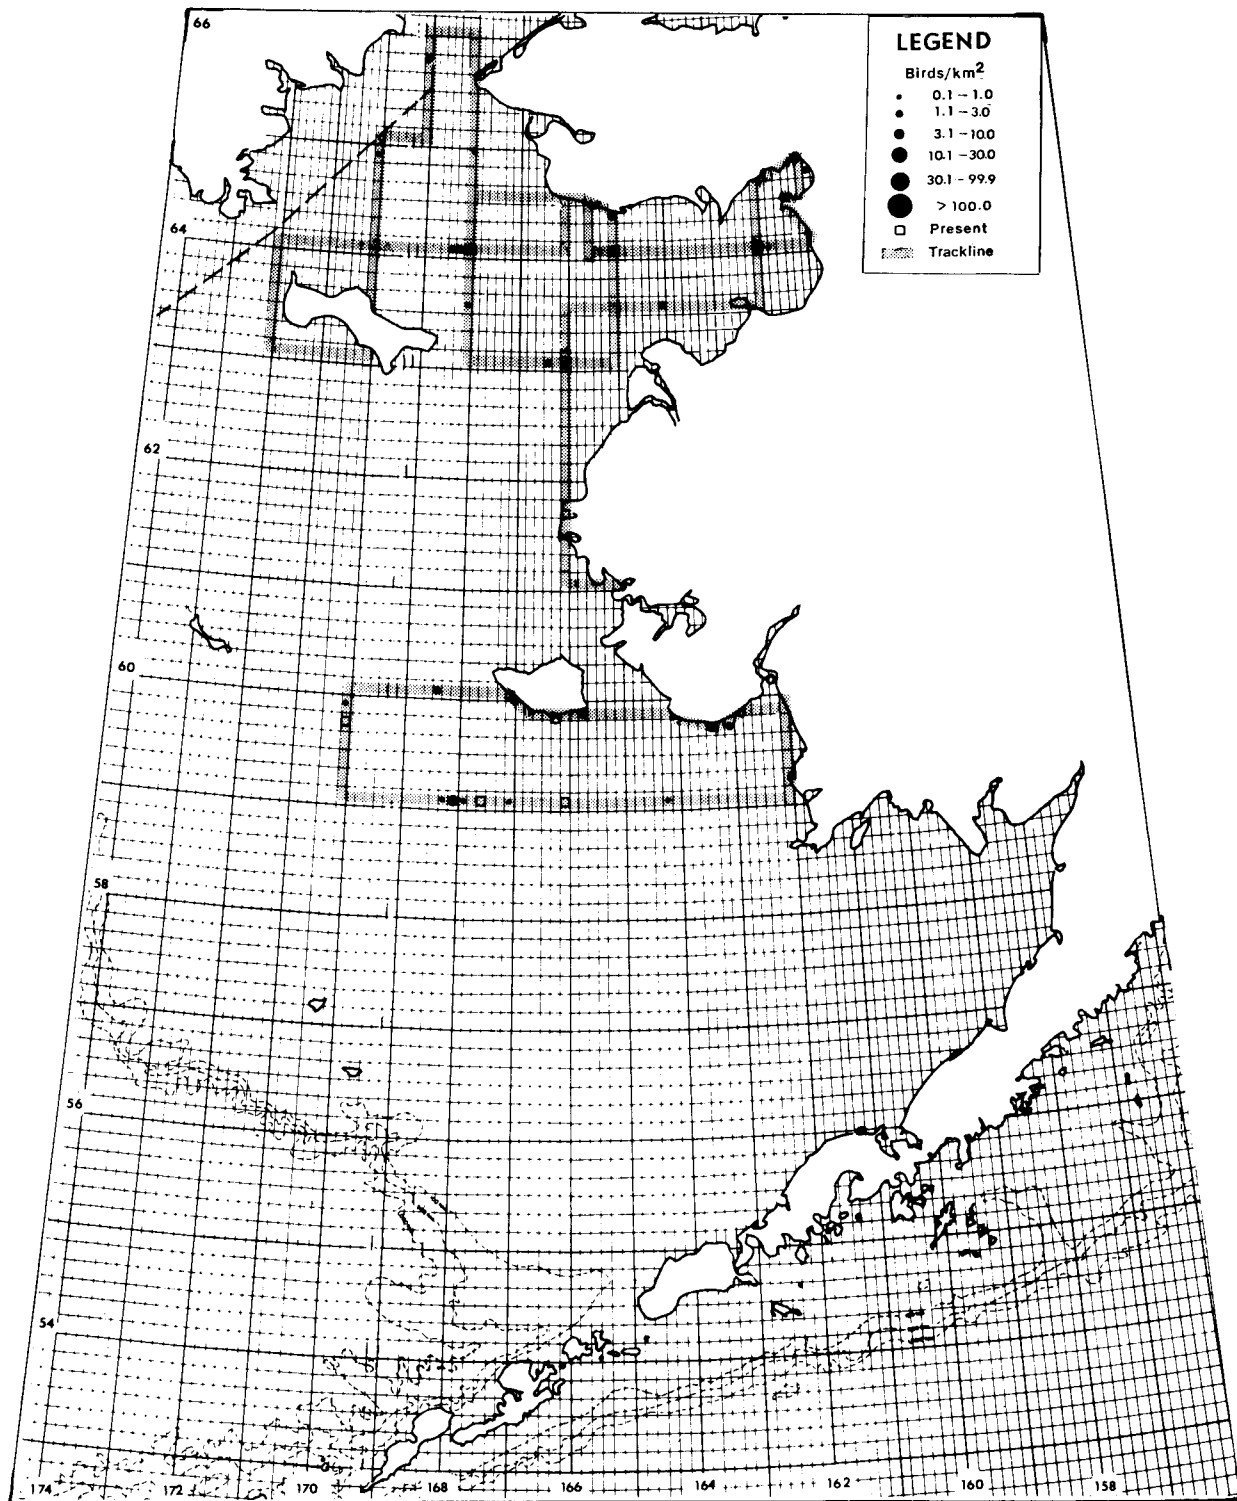 66
LEGEND
Birds/km²
0.1 – 1.0
1.1 – 3.0
3.1 – 10.0
10.1 – 30.0
30.1 – 99.9
> 100.0
Present
Trackline
64
62
60
58
56
54
174 172 170 168 166 164 162 160 158